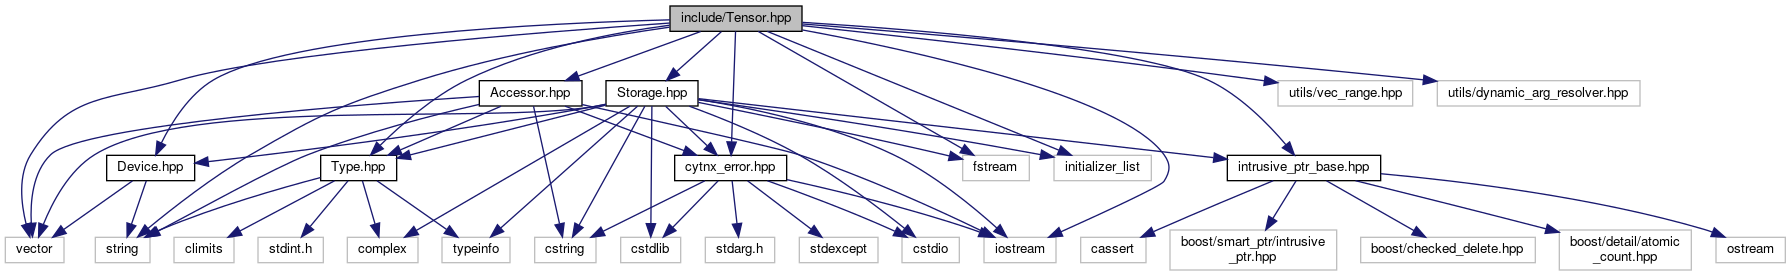 include/Tensor.hpp
Accessor.hpp
Storage.hpp
utils/vec_range.hpp
utils/dynamic_arg_resolver.hpp
Device.hpp
Type.hpp
cytnx_error.hpp
fstream
initializer_list
intrusive_ptr_base.hpp
vector
string
climits
stdint.h
complex
typeinfo
cstring
cstdlib
stdarg.h
stdexcept
cstdio
iostream
cassert
boost/smart_ptr/intrusive
_ptr.hpp
boost/checked_delete.hpp
boost/detail/atomic
_count.hpp
ostream